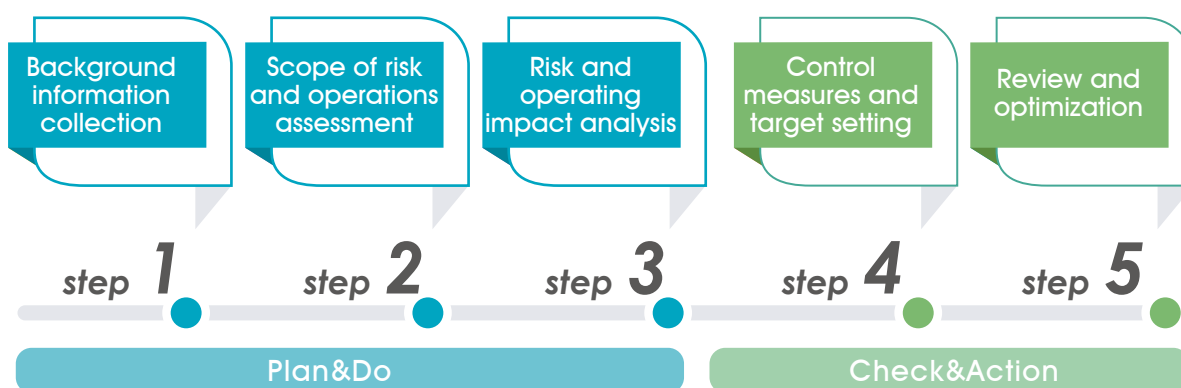 Background
information
collection
Scope of risk
and operations
assessment
Risk and
operating
impact analysis
Control
measures and
target setting
Review and
optimization
step 1
step 2
step 3
step 4
step 5
Plan&Do
Check&Action